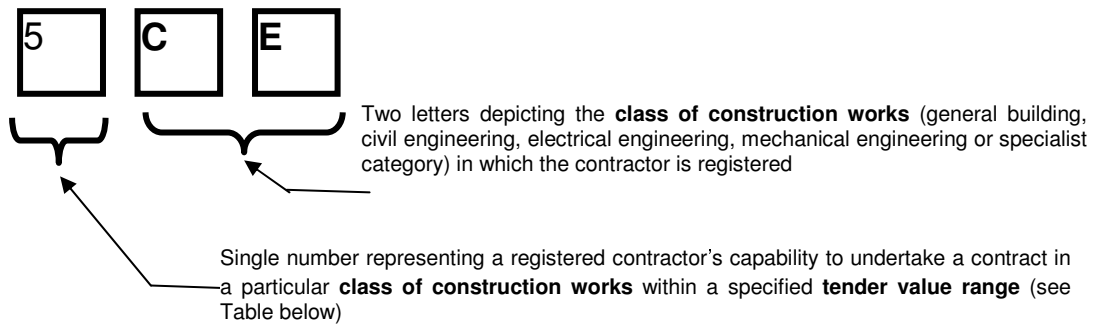 5 C E
Two letters depicting the class of construction works (general building,
civil engineering, electrical engineering, mechanical engineering or specialist
category) in which the contractor is registered
Single number representing a registered contractor's capability to undertake a contract in
a particular class of construction works within a specified tender value range (see
Table below)